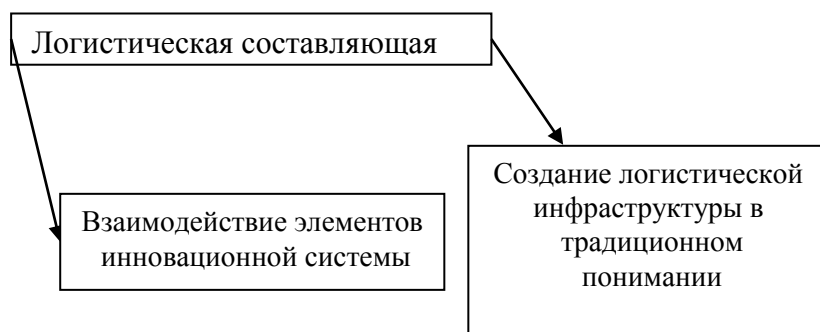 Логистическая составляющая
Взаимодействие элементов
инновационной системы
Создание логистической
инфраструктуры в
традиционном
понимании